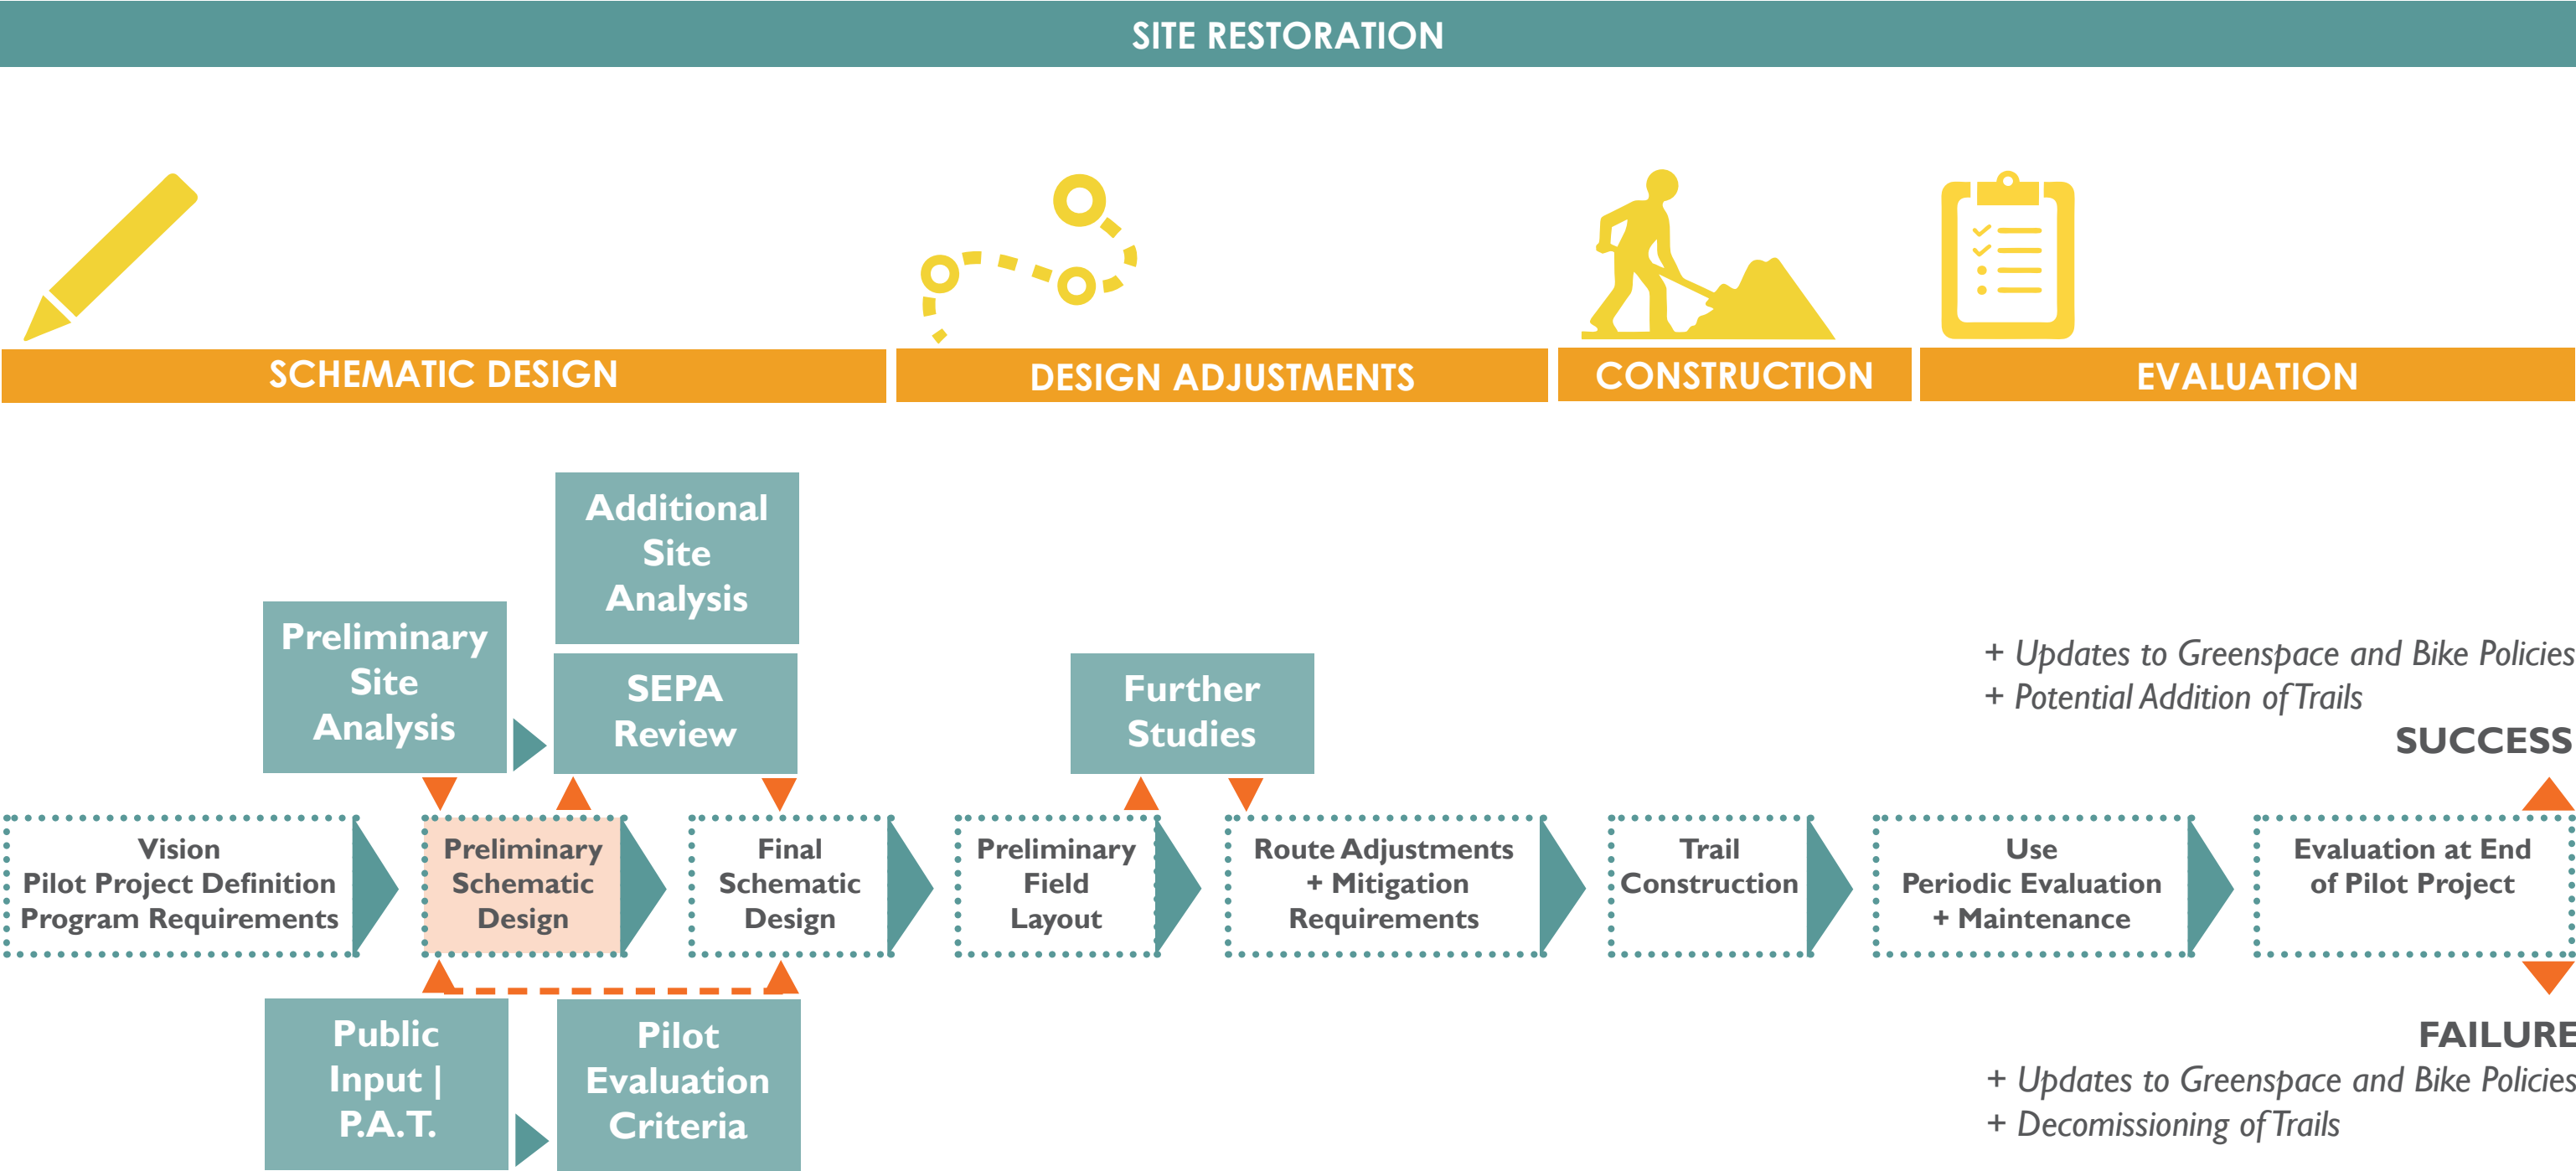 SITE RESTORATION
SCHEMATIC DESIGN
DESIGN ADJUSTMENTS
CONSTRUCTION
EVALUATION
Additional
Site
Analysis
Preliminary
Site
Analysis
SEPA
Review
Further
Studies
+ Updates to Greenspace and Bike Policies
+ Potential Addition of Trails
SUCCESS
Vision
Pilot Project Definition
Program Requirements
Preliminary
Schematic
Design
Final
Schematic
Design
Preliminary
Field
Layout
Route Adjustments
+ Mitigation
Requirements
Trail
Construction
Use
Periodic Evaluation
+ Maintenance
Evaluation at End
of Pilot Project
Public
Input |
P.A.T.
Pilot
Evaluation
Criteria
FAILURE
+ Updates to Greenspace and Bike Policies
+ Decomissioning of Trails